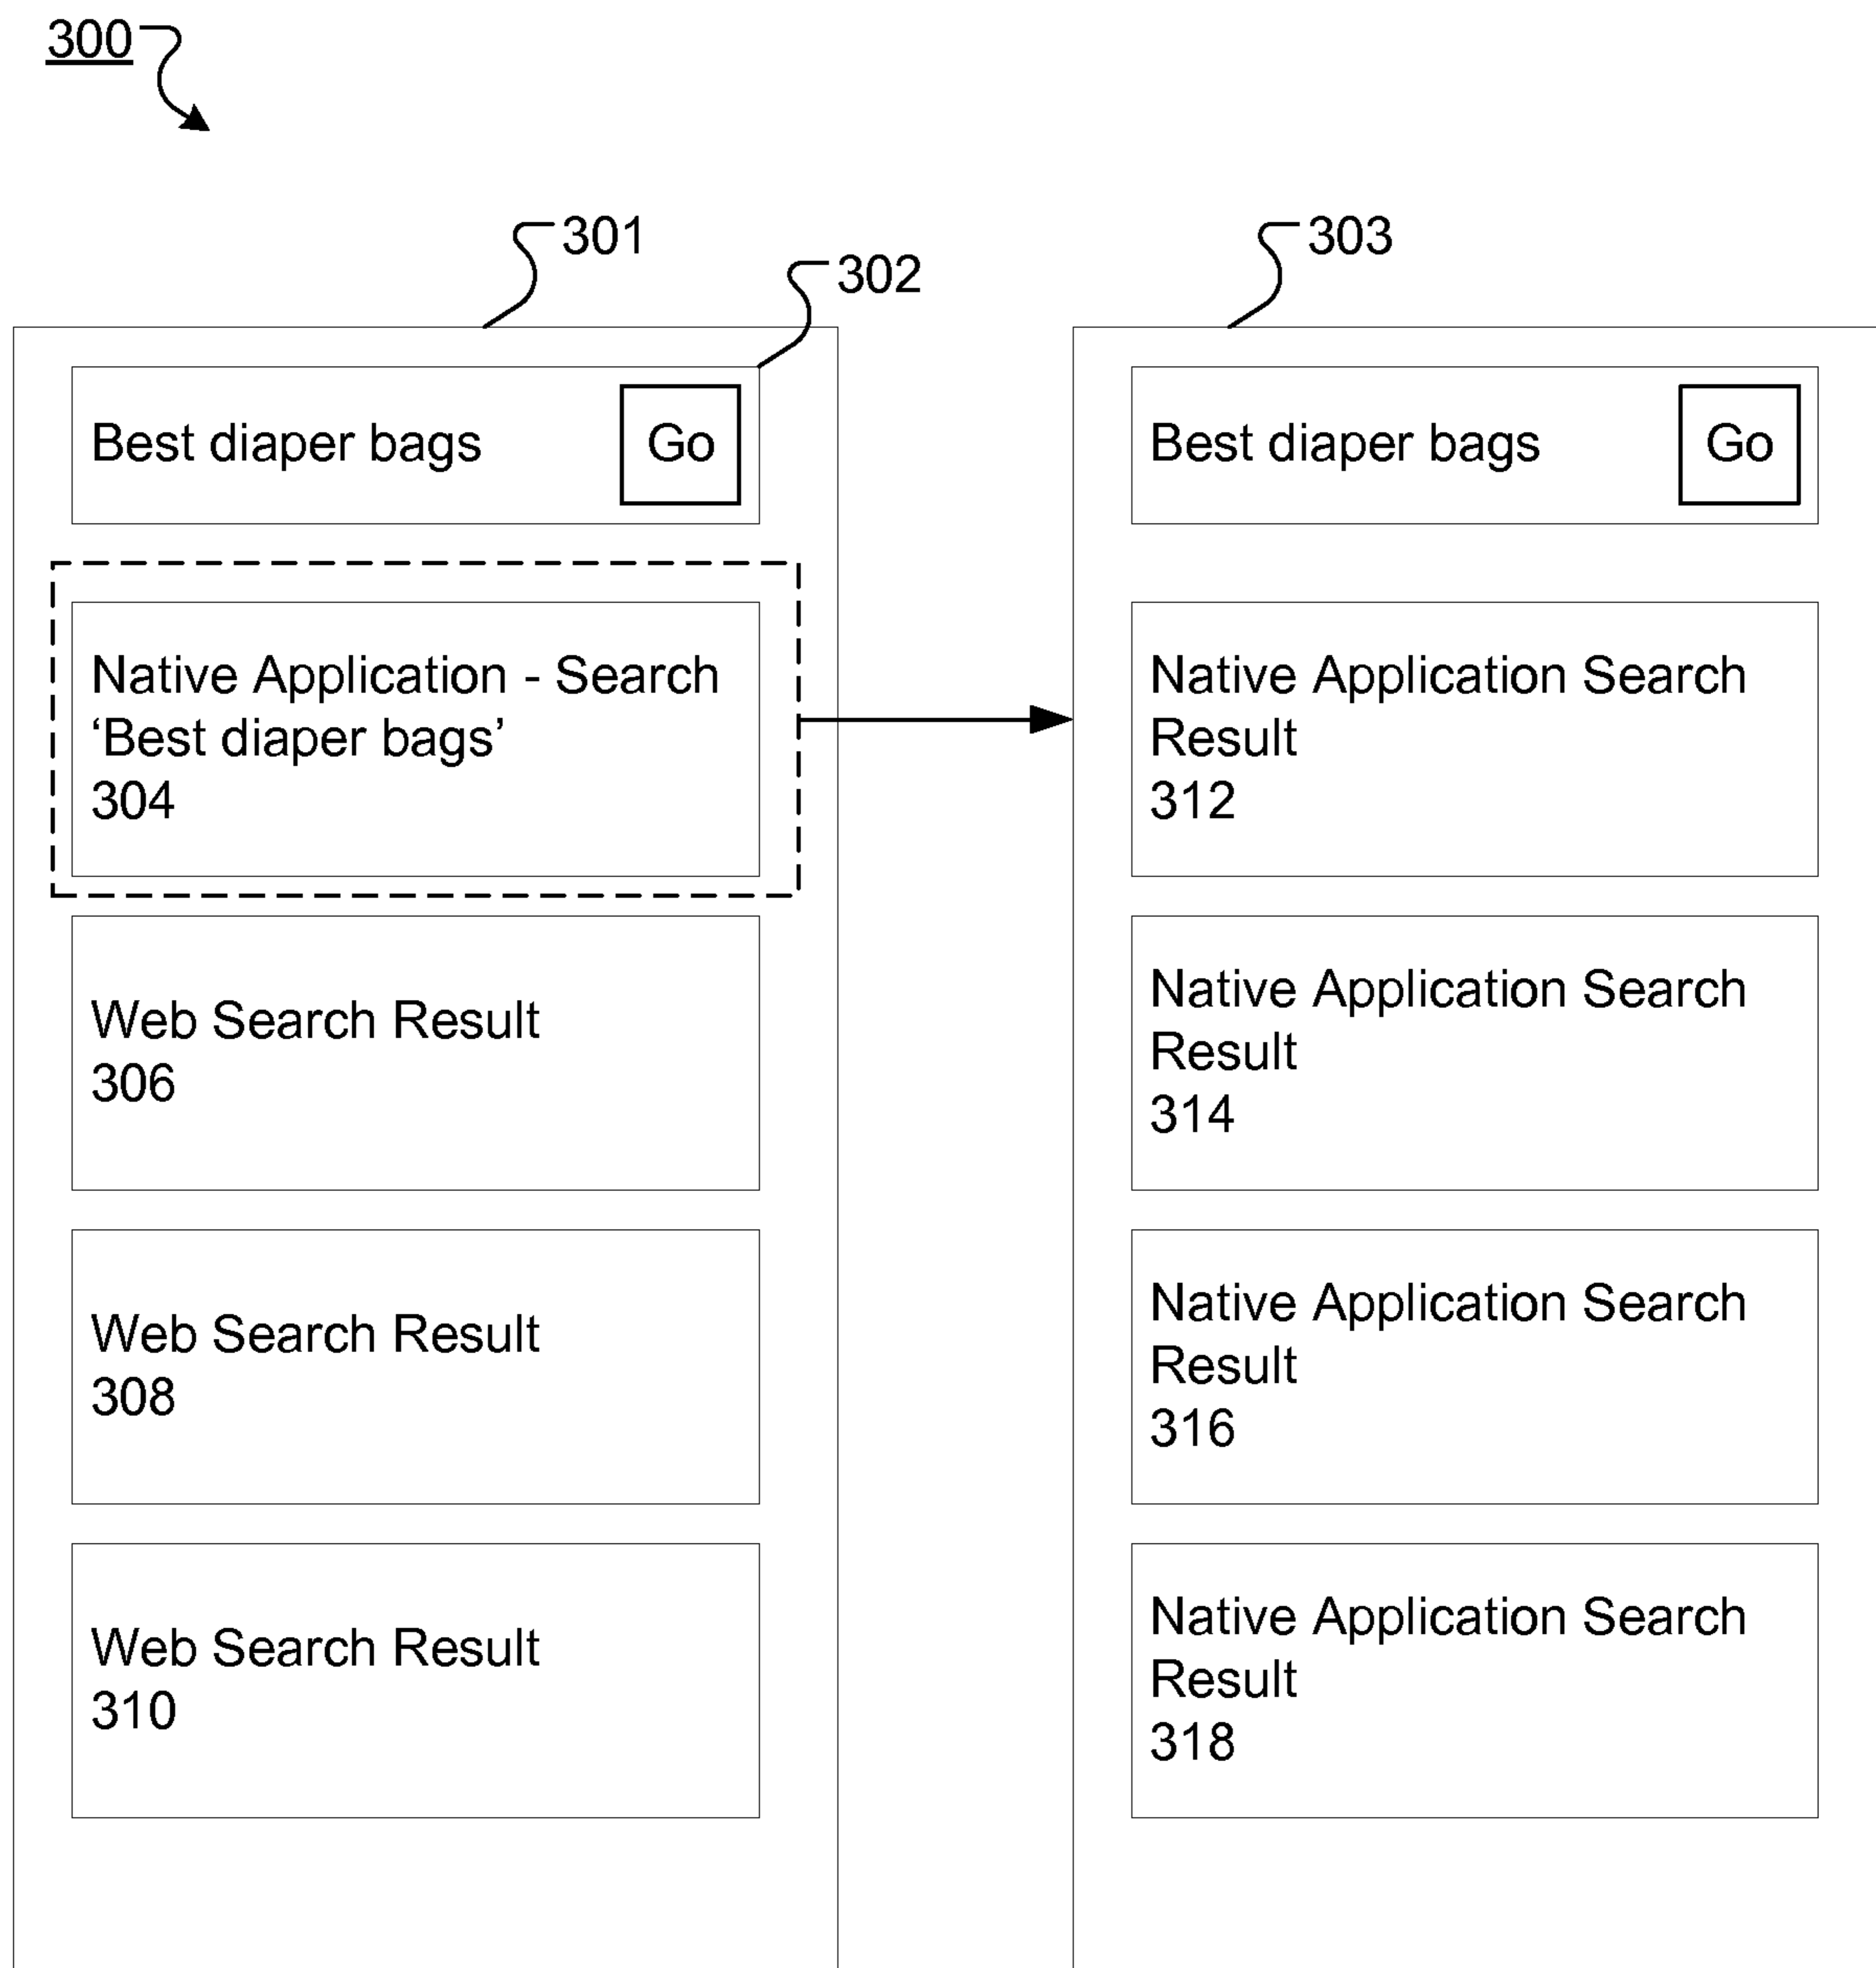 300
301
302
303
Best diaper bags
Go
Native Application - Search
‘Best diaper bags’
304
Web Search Result
306
Web Search Result
308
Web Search Result
310
Best diaper bags
Go
Native Application Search
Result
312
Native Application Search
Result
314
Native Application Search
Result
316
Native Application Search
Result
318